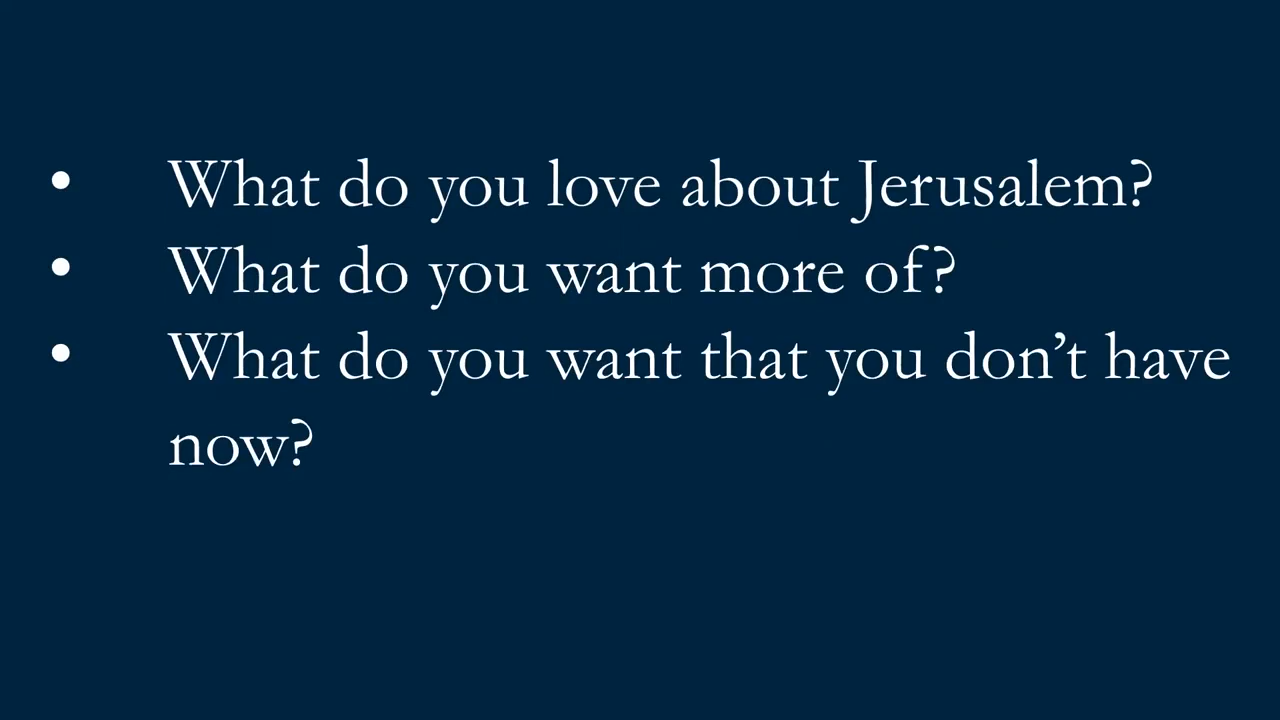 • What do you love about Jerusalem?
• What do you want more of?
• What do you want that you don’t have
now?